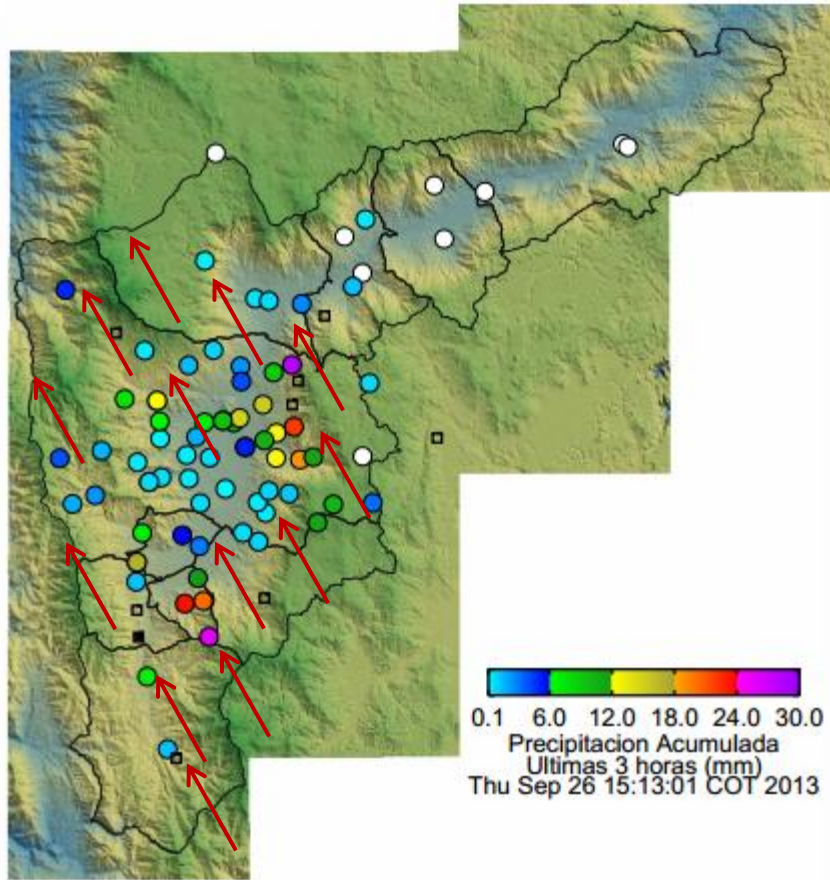 0.1 6.0 12.0 18.0 24.0 30.0
Precipitacion Acumulada
Ultimas 3 horas (mm)
Thu Sep 26 15:13:01 COT 2013